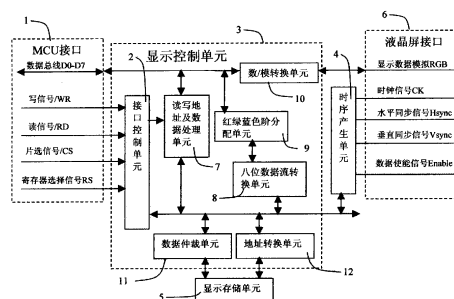 1
MCU接口
数据总线D0-D7
写信号/WR
读信号/RD
片选信号/CS
寄存器选择信号RS
3
显示控制单元
2
接口控制单元
读写地址及数据处理单元
7
数/模转换单元
10
红绿蓝色阶分配单元
9
八位数据流转换单元
8
4
时序产生单元
6
液晶屏接口
显示数据模拟RGB
时钟信号CK
水平同步信号Hsync
垂直同步信号Vsync
数据使能信号Enable
数据仲裁单元
11
地址转换单元
12
5
显示存储单元